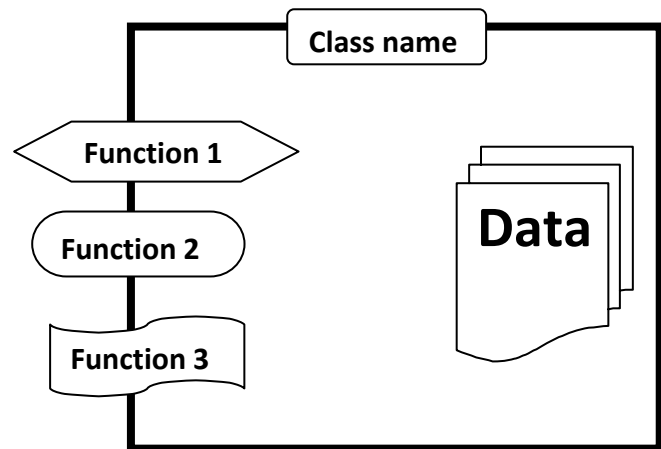 Class name
Function 1
Data
Function 2
Function 3